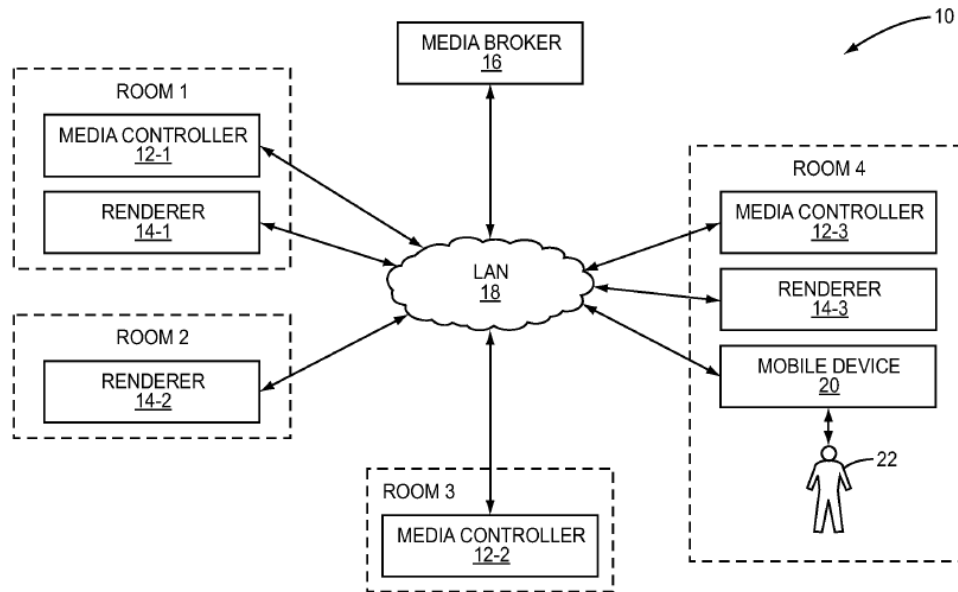 10
MEDIA BROKER
16
ROOM 1
MEDIA CONTROLLER
12-1
RENDERER
14-1
ROOM 2
RENDERER
14-2
LAN
18
ROOM 3
MEDIA CONTROLLER
12-2
ROOM 4
MEDIA CONTROLLER
12-3
RENDERER
14-3
MOBILE DEVICE
20
22